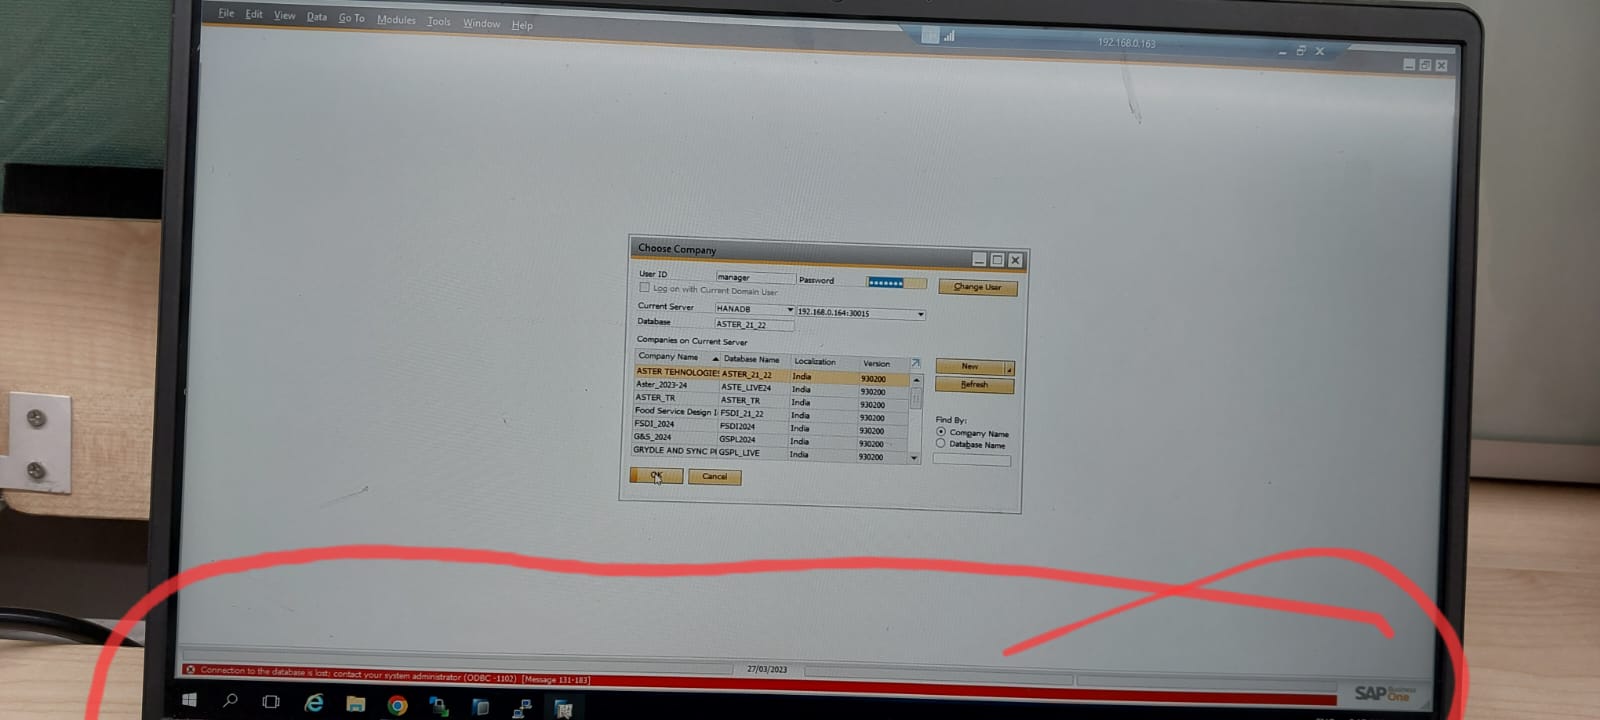 File Edit View Data Go To Modules Tools Window Help
192.168.0.163
Choose Company
User ID manager Password Change User
Log on with Current Domain User
Current Server HANADB 192.168.0.164:30015
Database ASTER_21_22
Companies on Current Server
Company Name Database Name Localization Version
ASTER TEHNOLOGIES ASTER_21_22 India 930200
Aster_2023-24 ASTE_LIVE24 India 930200
ASTER_TR ASTER_TR India 930200
Food Service Design I FSDI_21_22 India 930200
FSDI_2024 FSDI2024 India 930200
G&S_2024 GSPL2024 India 930200
GRYDLE AND SYNC P GSPL_LIVE India 930200
New
Refresh
Find By:
Company Name
Database Name
OK Cancel
27/03/2023
Connection to the database is lost; contact your system administrator (ODBC -1102) [Message 131-183]
SAP Business One